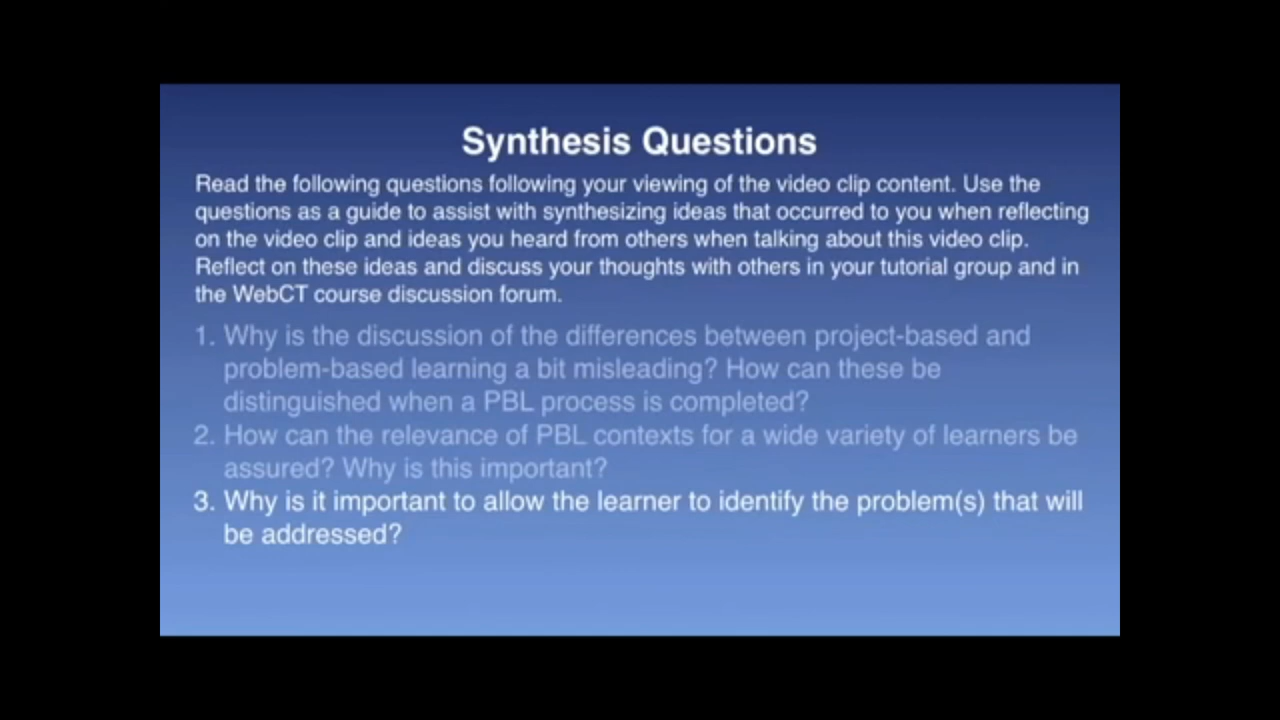 Synthesis Questions
Read the following questions following your viewing of the video clip content. Use the
questions as a guide to assist with synthesizing ideas that occurred to you when reflecting
on the video clip and ideas you heard from others when talking about this video clip.
Reflect on these ideas and discuss your thoughts with others in your tutorial group and in
the WebCT course discussion forum.
1. Why is the discussion of the differences between project-based and
problem-based learning a bit misleading? How can these be
distinguished when a PBL process is completed?
2. How can the relevance of PBL contexts for a wide variety of learners be
assured? Why is this important?
3. Why is it important to allow the learner to identify the problem(s) that will
be addressed?